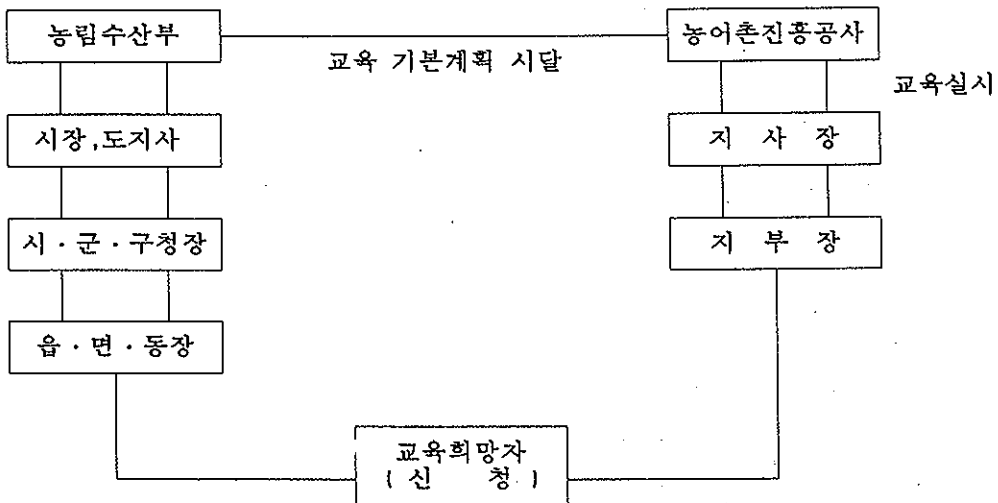 농림수산부
농어촌진흥공사
교육 기본계획 시달
교육실시
시장,도지사
지 사 장
시·군·구청장
지 부 장
읍·면·동장
교육희망자
( 신 청 )